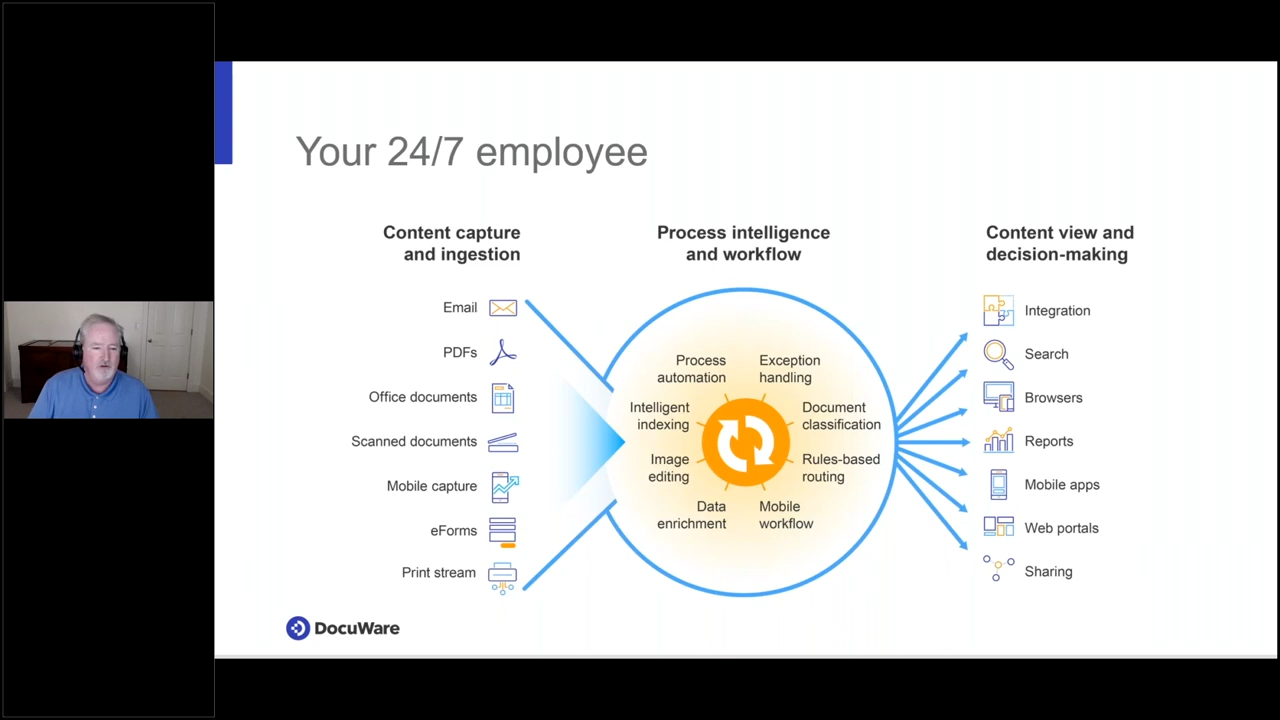 Your 24/7 employee
Content capture
and ingestion
Email
PDFs
Office documents
Scanned documents
Mobile capture
eForms
Print stream
Process intelligence
and workflow
Process
automation
Exception
handling
Intelligent
indexing
Document
classification
Image
editing
Rules-based
routing
Data
enrichment
Mobile
workflow
Content view and
decision-making
Integration
Search
Browsers
Reports
Mobile apps
Web portals
Sharing
DocuWare